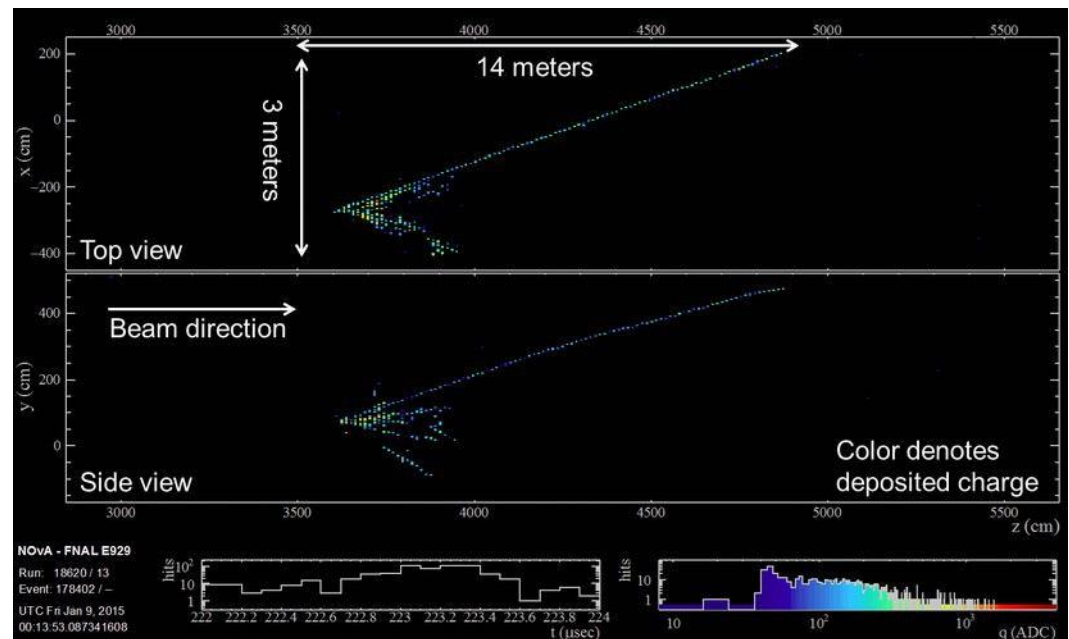 3000 3500 4000 4500 5000 5500
14 meters
3 meters
x (cm)
200
0
−200
−400
Top view
Beam direction
y (cm)
400
200
0
Side view
Color denotes
deposited charge
3000 3500 4000 4500 5000 5500
z (cm)
NOvA - FNAL E929
Run: 18620 / 13
Event: 178402 / --
UTC Fri Jan 9, 2015
00:13:53.087341608
hits
10²
10
1
222 222.2 222.4 222.6 222.8 223 223.2 223.4 223.6 223.8 224
t (μsec)
hits
10
1
10 10² 10³
q (ADC)